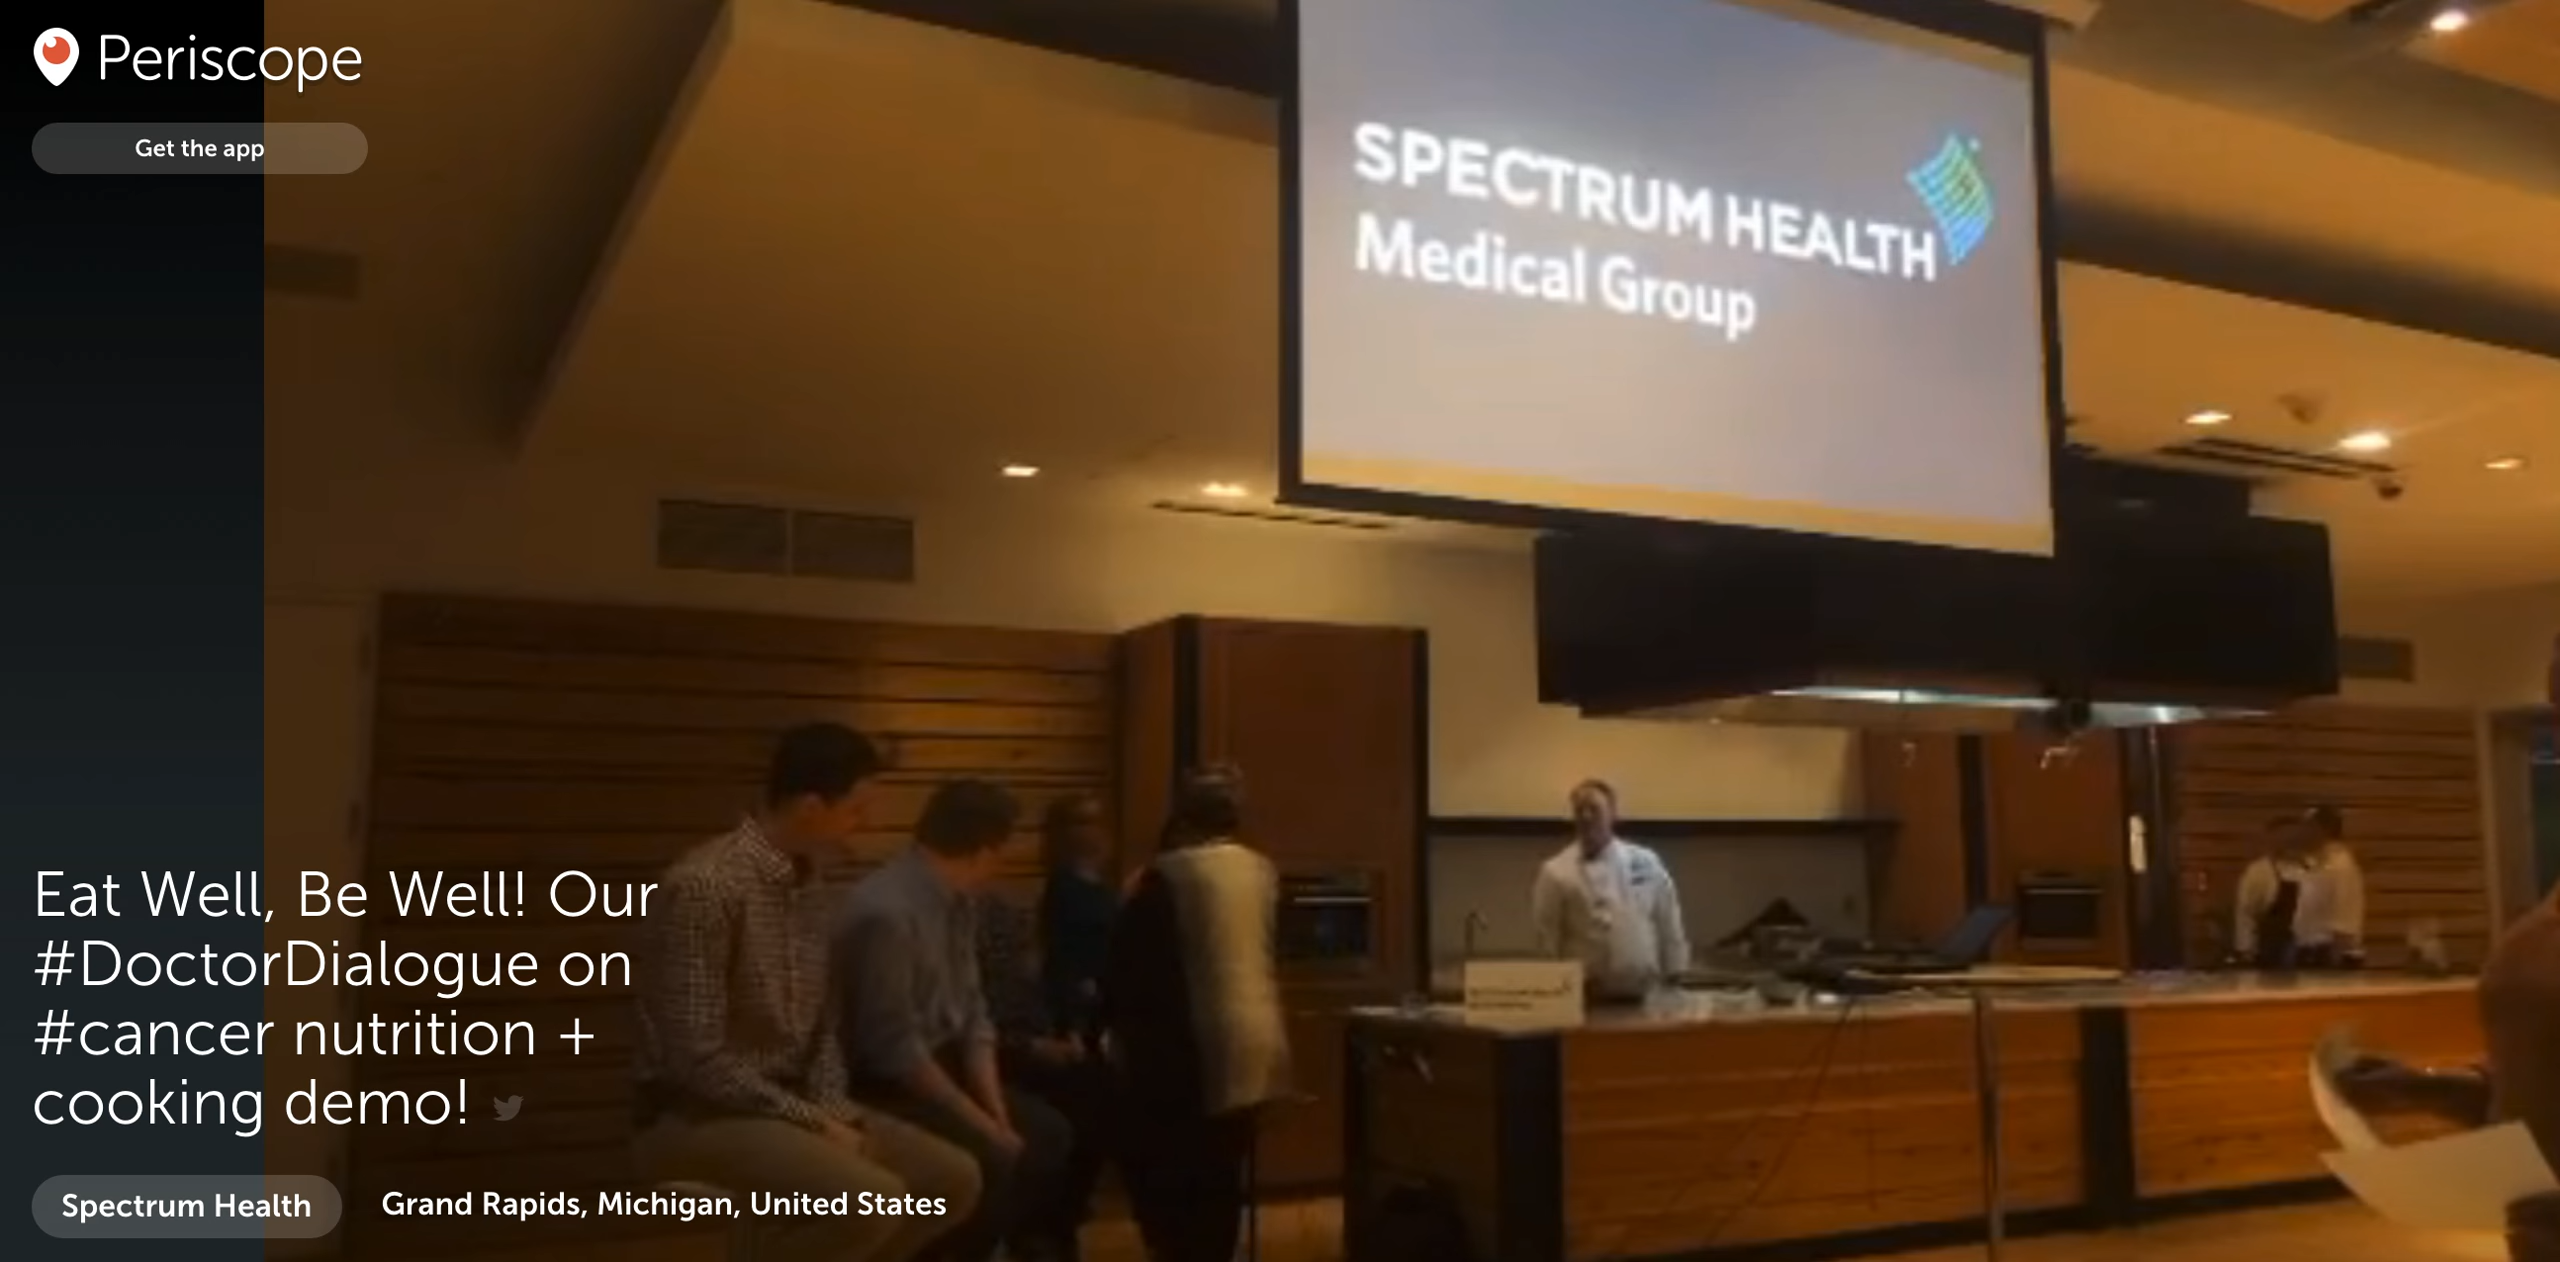 Periscope
Get the app
SPECTRUM HEALTH
Medical Group
Eat Well, Be Well! Our
#DoctorDialogue on
#cancer nutrition +
cooking demo!
Spectrum Health
Grand Rapids, Michigan, United States